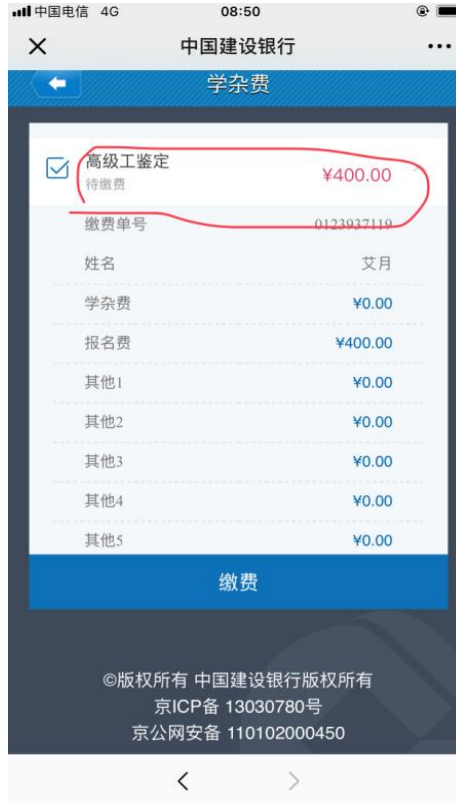 中国电信 4G 08:50
中国建设银行
学杂费
高级工鉴定
待缴费
¥400.00
缴费单号 0123937119
姓名 艾月
学杂费 ¥0.00
报名费 ¥400.00
其他1 ¥0.00
其他2 ¥0.00
其他3 ¥0.00
其他4 ¥0.00
其他5 ¥0.00
缴费
©版权所有 中国建设银行版权所有
京ICP备 13030780号
京公网安备 110102000450